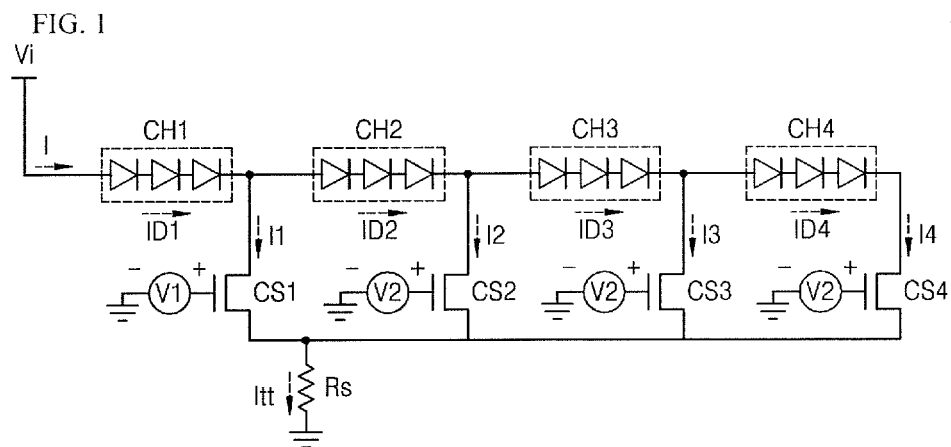 FIG. 1
Vi
I
CH1 CH2 CH3 CH4
ID1 I1 ID2 I2 ID3 I3 ID4 I4
- V1 + CS1 - V2 + CS2 - V2 + CS3 - V2 + CS4
Itt Rs